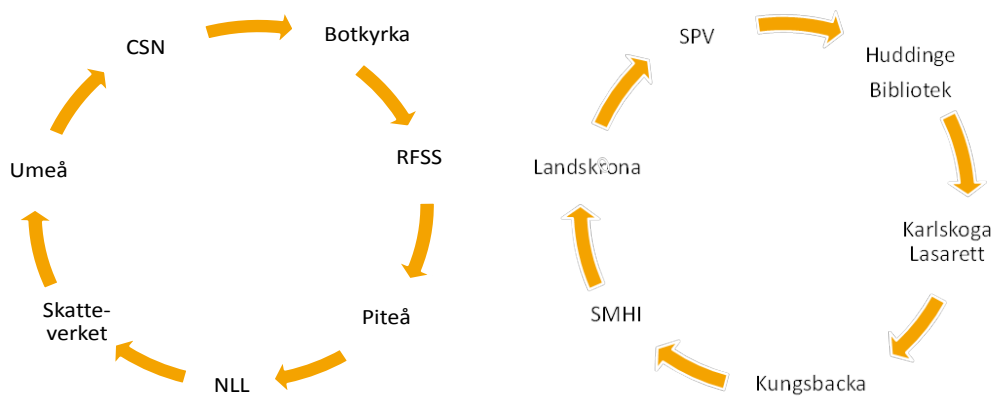 CSN
Botkyrka
RFSS
Piteå
NLL
Skatte-
verket
Umeå
SPV
Huddinge
Bibliotek
Karlskoga
Lasarett
Kungsbacka
SMHI
Landskrona